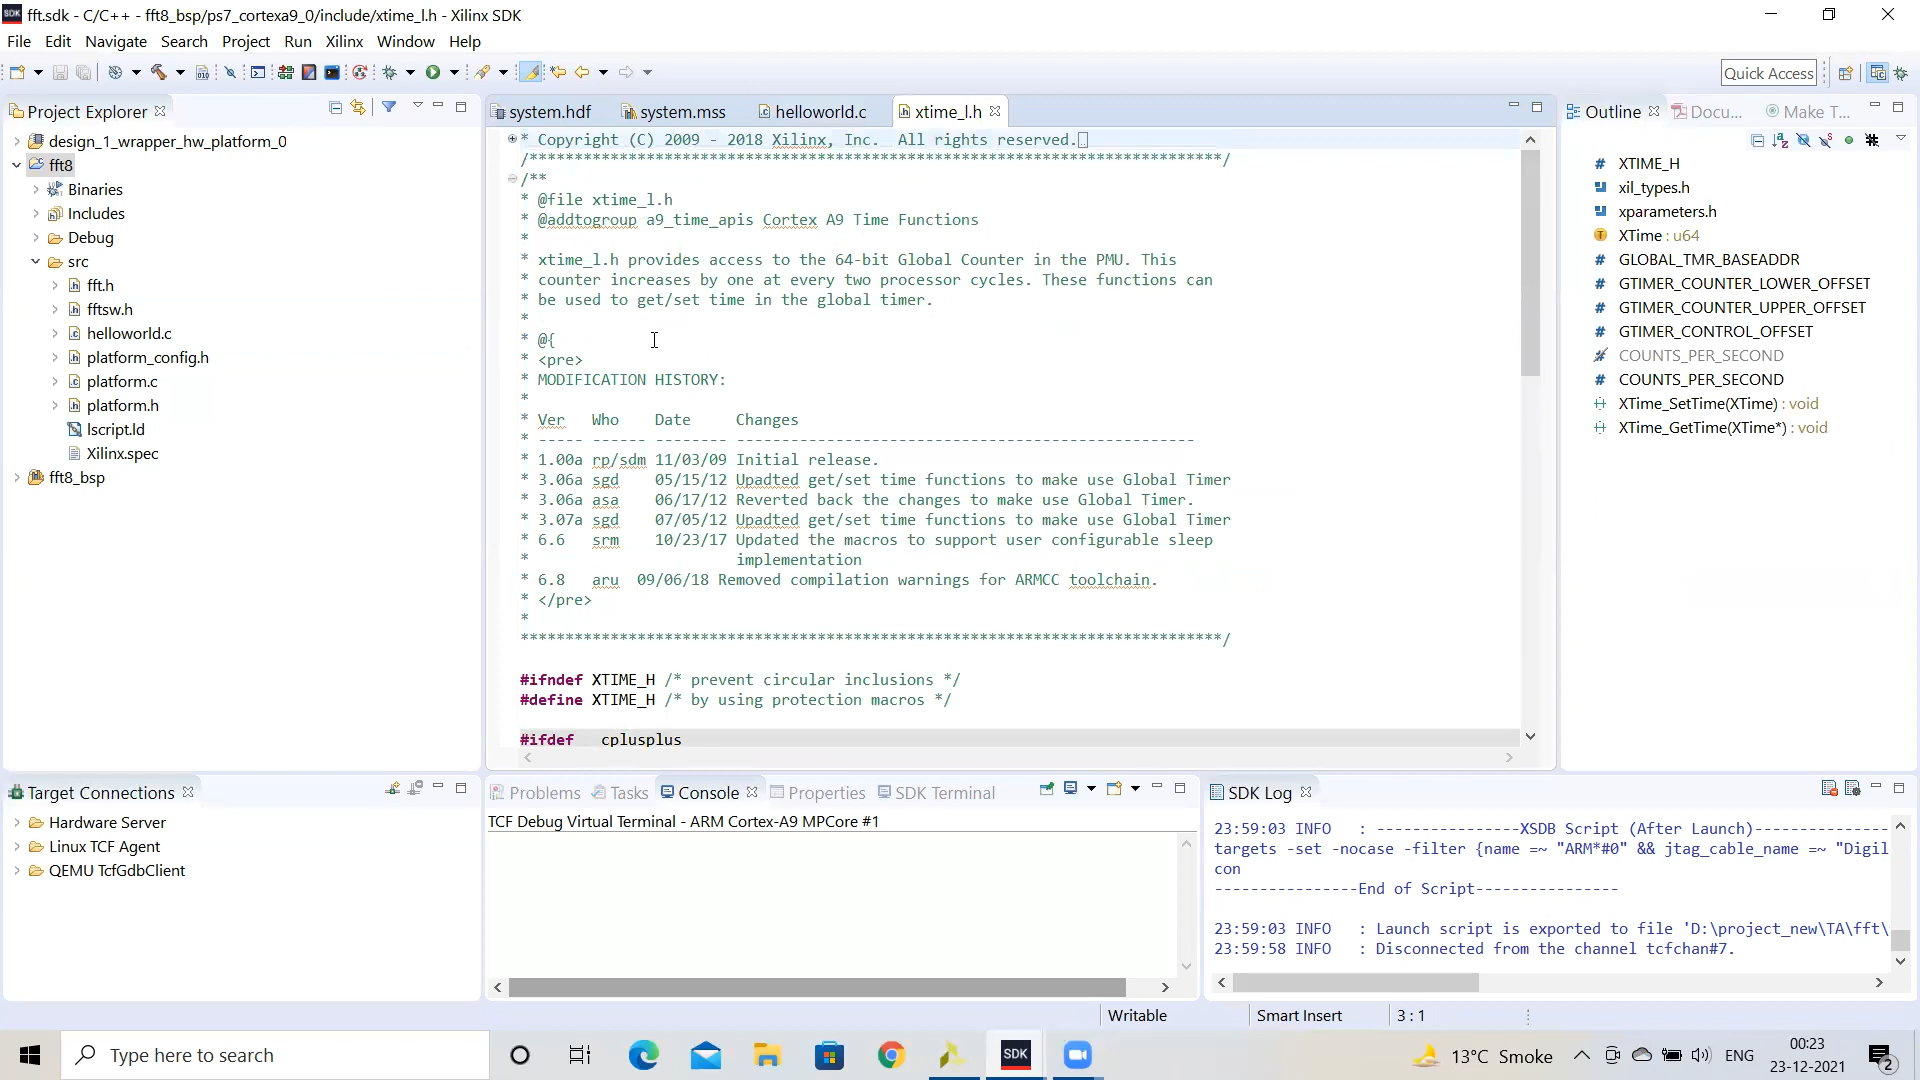 SDK fft.sdk - C/C++ - fft8_bsp/ps7_cortexa9_0/include/xtime_l.h - Xilinx SDK
File Edit Navigate Search Project Run Xilinx Window Help
Quick Access
Project Explorer
design_1_wrapper_hw_platform_0
fft8
Binaries
Includes
Debug
src
fft.h
fftsw.h
helloworld.c
platform_config.h
platform.c
platform.h
lscript.ld
Xilinx.spec
fft8_bsp
system.hdf system.mss helloworld.c xtime_l.h
* Copyright (C) 2009 - 2018 Xilinx, Inc.  All rights reserved.
/******************************************************************************/
/**
* @file xtime_l.h
* @addtogroup a9_time_apis Cortex A9 Time Functions
*
* xtime_l.h provides access to the 64-bit Global Counter in the PMU. This
* counter increases by one at every two processor cycles. These functions can
* be used to get/set time in the global timer.
*
* @{
* <pre>
* MODIFICATION HISTORY:
*
* Ver   Who    Date     Changes
* ----- ------ -------- ---------------------------------------------------
* 1.00a rp/sdm 11/03/09 Initial release.
* 3.06a sgd    05/15/12 Upadted get/set time functions to make use Global Timer
* 3.06a asa    06/17/12 Reverted back the changes to make use Global Timer.
* 3.07a sgd    07/05/12 Upadted get/set time functions to make use Global Timer
* 6.6   srm    10/23/17 Updated the macros to support user configurable sleep
implementation
* 6.8   aru  09/06/18 Removed compilation warnings for ARMCC toolchain.
* </pre>
*
******************************************************************************/
#ifndef XTIME_H /* prevent circular inclusions */
#define XTIME_H /* by using protection macros */
#ifdef __cplusplus
Outline Docu... Make T...
XTIME_H
xil_types.h
xparameters.h
XTime : u64
GLOBAL_TMR_BASEADDR
GTIMER_COUNTER_LOWER_OFFSET
GTIMER_COUNTER_UPPER_OFFSET
GTIMER_CONTROL_OFFSET
COUNTS_PER_SECOND
COUNTS_PER_SECOND
XTime_SetTime(XTime) : void
XTime_GetTime(XTime*) : void
Target Connections
Hardware Server
Linux TCF Agent
QEMU TcfGdbClient
Problems Tasks Console Properties SDK Terminal
TCF Debug Virtual Terminal - ARM Cortex-A9 MPCore #1
SDK Log
23:59:03 INFO   : ----------------XSDB Script (After Launch)---------------
targets -set -nocase -filter {name =~ "ARM*#0" && jtag_cable_name =~ "Digil
con
----------------End of Script----------------
23:59:03 INFO   : Launch script is exported to file 'D:\project_new\TA\fft\
23:59:58 INFO   : Disconnected from the channel tcfchan#7.
Writable Smart Insert 3 : 1
Type here to search
SDK
13°C Smoke
ENG
00:23
23-12-2021
2